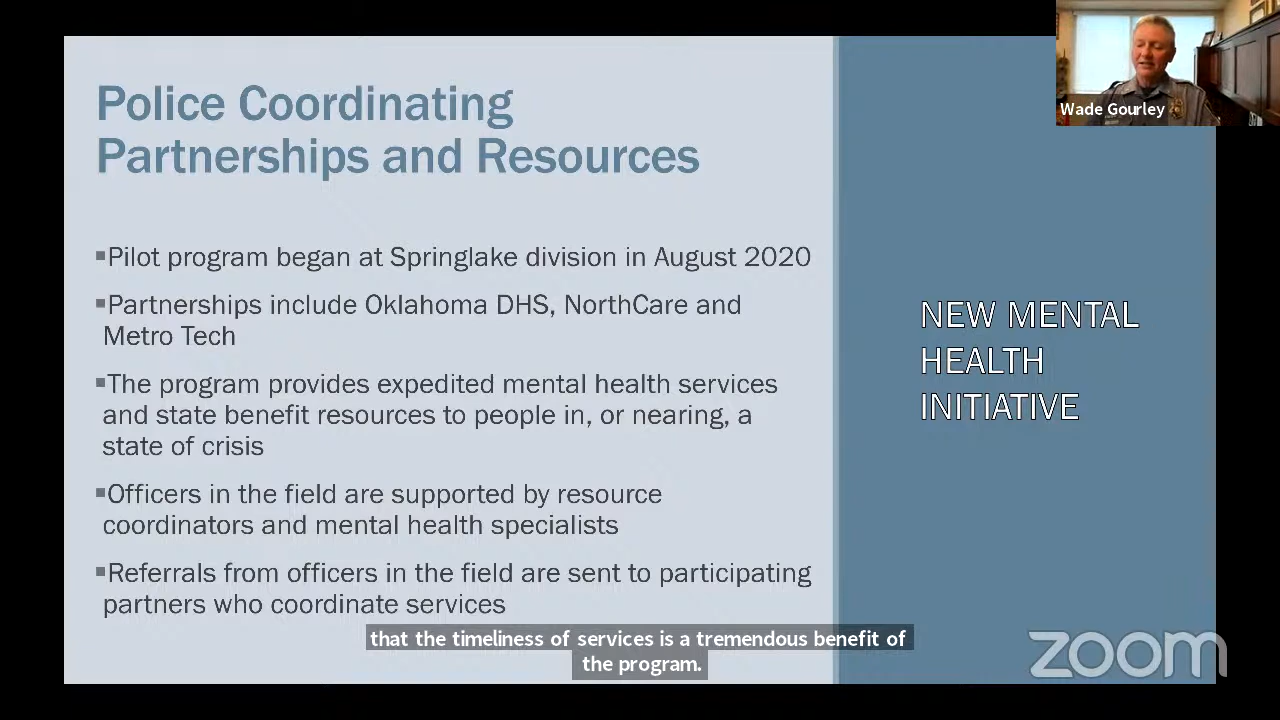 Police Coordinating
Partnerships and Resources
▪Pilot program began at Springlake division in August 2020
▪Partnerships include Oklahoma DHS, NorthCare and
Metro Tech
▪The program provides expedited mental health services
and state benefit resources to people in, or nearing, a
state of crisis
▪Officers in the field are supported by resource
coordinators and mental health specialists
▪Referrals from officers in the field are sent to participating
partners who coordinate services
NEW MENTAL
HEALTH
INITIATIVE
Wade Gourley
that the timeliness of services is a tremendous benefit of
the program.
zoom